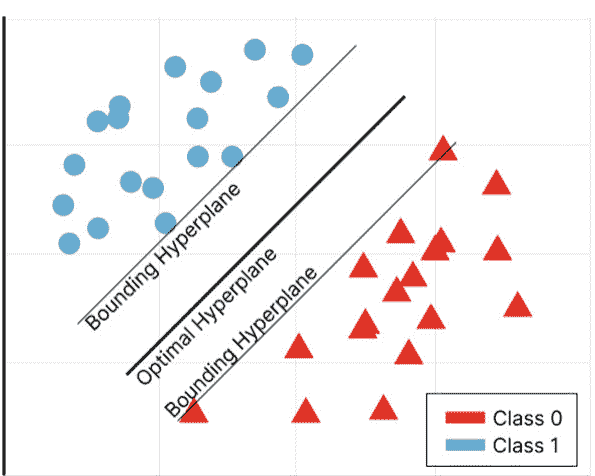 Bounding Hyperplane
Optimal Hyperplane
Bounding Hyperplane
Class 0
Class 1